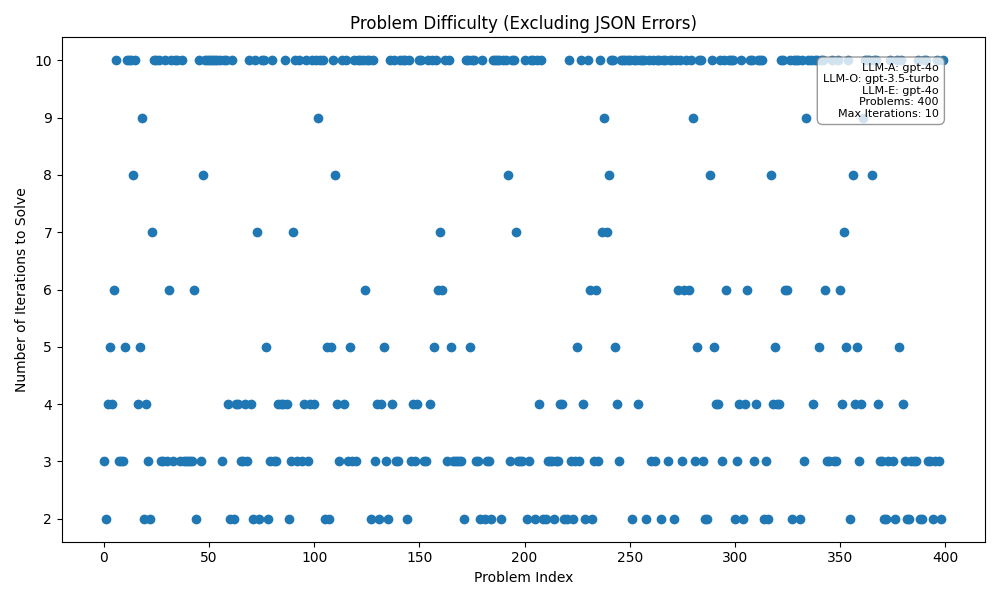 Problem Difficulty (Excluding JSON Errors)
Number of Iterations to Solve
10
9
8
7
6
5
4
3
2
LLM-A: gpt-4o
LLM-O: gpt-3.5-turbo
LLM-E: gpt-4o
Problems: 400
Max Iterations: 10
0
50
100
150
200
250
300
350
400
Problem Index